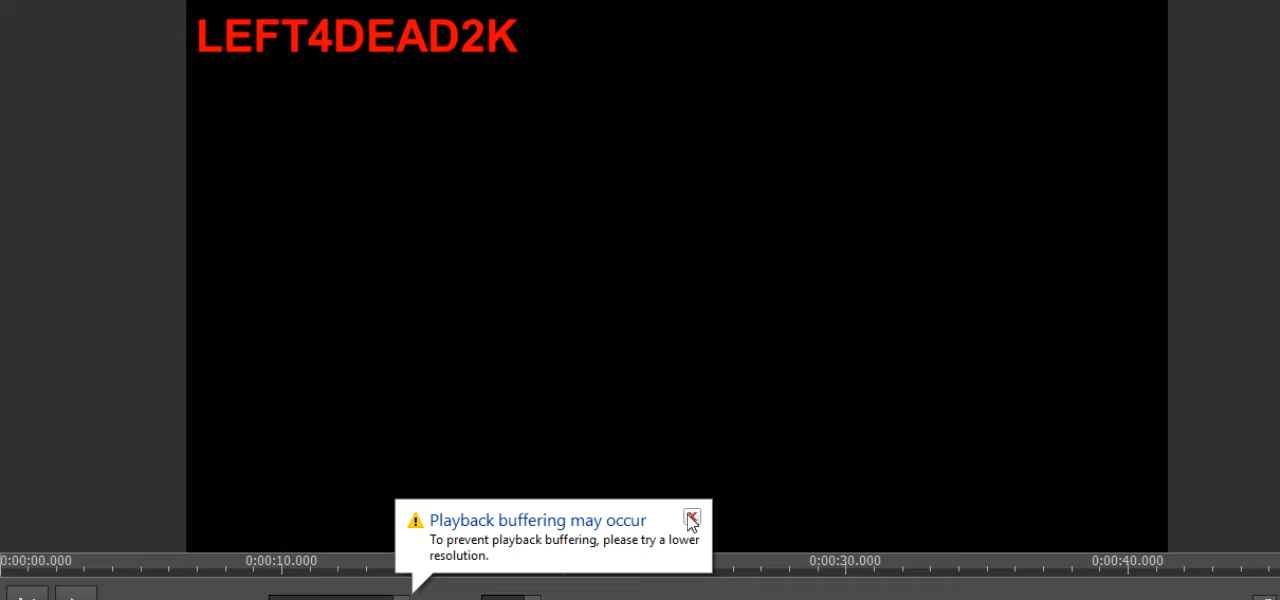 LEFT4DEAD2K
Playback buffering may occur
To prevent playback buffering, please try a lower
resolution.
0:00:00.000 0:00:10.000 0:00:30.000 0:00:40.000